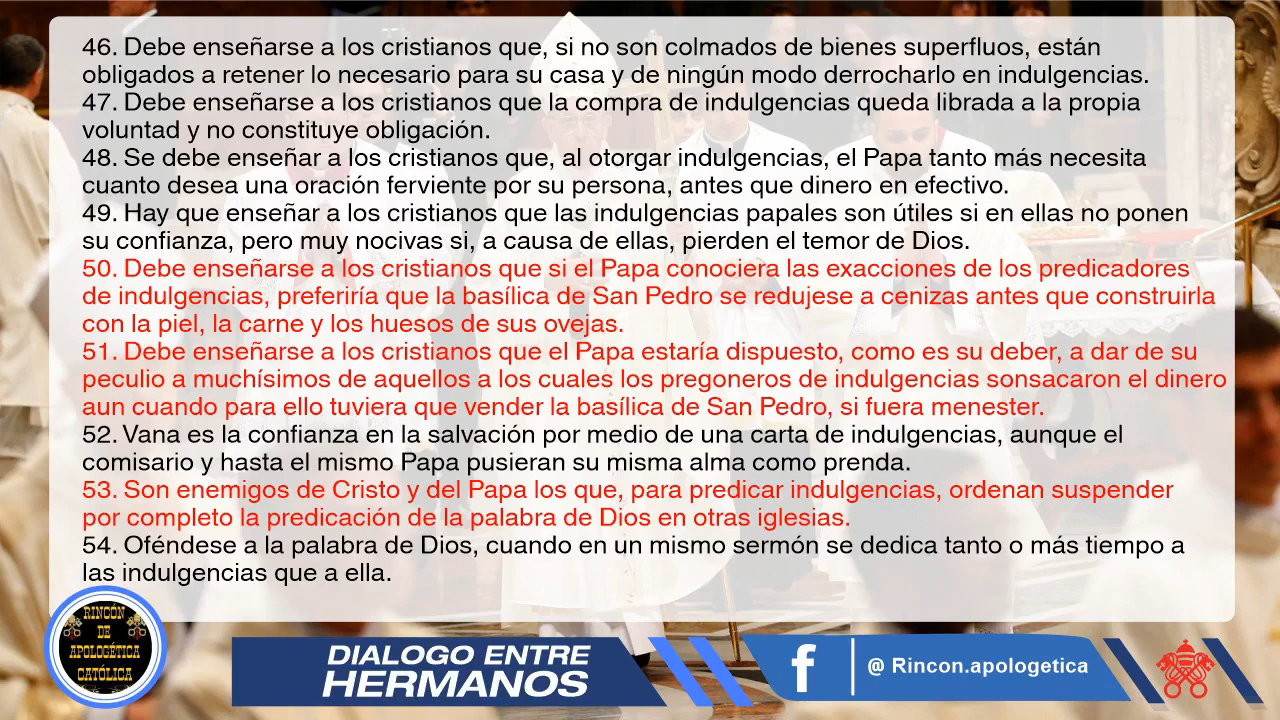 46. Debe enseñarse a los cristianos que, si no son colmados de bienes superfluos, están
obligados a retener lo necesario para su casa y de ningún modo derrocharlo en indulgencias.
47. Debe enseñarse a los cristianos que la compra de indulgencias queda librada a la propia
voluntad y no constituye obligación.
48. Se debe enseñar a los cristianos que, al otorgar indulgencias, el Papa tanto más necesita
cuanto desea una oración ferviente por su persona, antes que dinero en efectivo.
49. Hay que enseñar a los cristianos que las indulgencias papales son útiles si en ellas no ponen
su confianza, pero muy nocivas si, a causa de ellas, pierden el temor de Dios.
50. Debe enseñarse a los cristianos que si el Papa conociera las exacciones de los predicadores
de indulgencias, preferiría que la basílica de San Pedro se redujese a cenizas antes que construirla
con la piel, la carne y los huesos de sus ovejas.
51. Debe enseñarse a los cristianos que el Papa estaría dispuesto, como es su deber, a dar de su
peculio a muchísimos de aquellos a los cuales los pregoneros de indulgencias sonsacaron el dinero
aun cuando para ello tuviera que vender la basílica de San Pedro, si fuera menester.
52. Vana es la confianza en la salvación por medio de una carta de indulgencias, aunque el
comisario y hasta el mismo Papa pusieran su misma alma como prenda.
53. Son enemigos de Cristo y del Papa los que, para predicar indulgencias, ordenan suspender
por completo la predicación de la palabra de Dios en otras iglesias.
54. Oféndese a la palabra de Dios, cuando en un mismo sermón se dedica tanto o más tiempo a
las indulgencias que a ella.
RINCÓN
DE
APOLOGÉTICA
CATÓLICA
DIALOGO ENTRE
HERMANOS
f
@ Rincon.apologetica